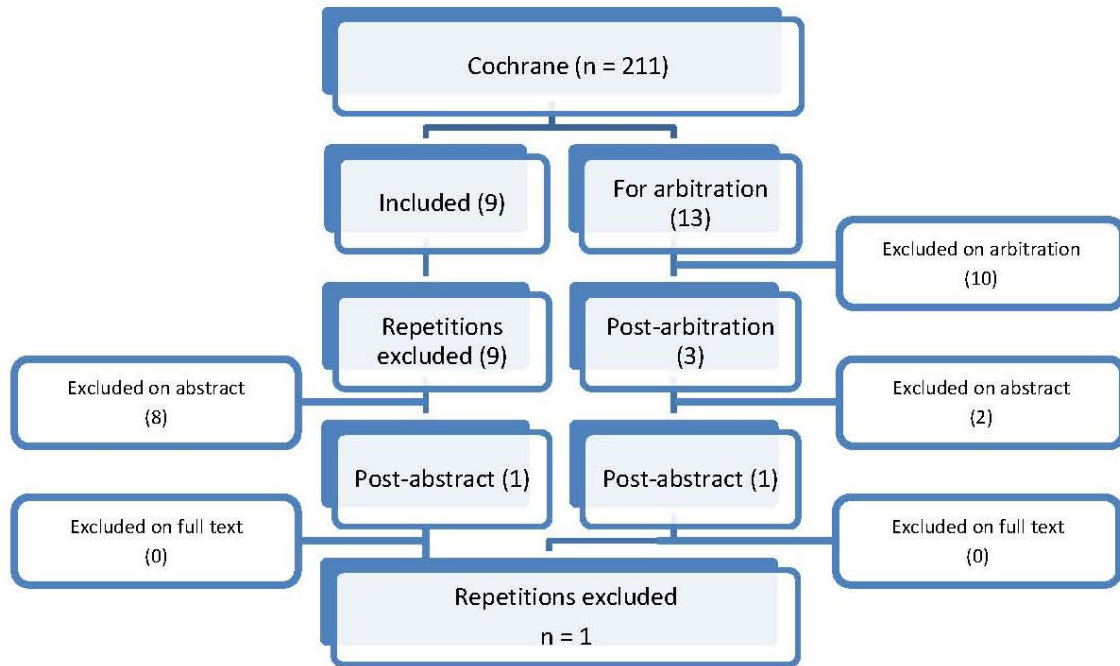 Cochrane (n = 211)
Included (9)
For arbitration
(13)
Excluded on arbitration
(10)
Repetitions
excluded (9)
Post-arbitration
(3)
Excluded on abstract
(8)
Excluded on abstract
(2)
Post-abstract (1)
Post-abstract (1)
Excluded on full text
(0)
Excluded on full text
(0)
Repetitions excluded
n = 1